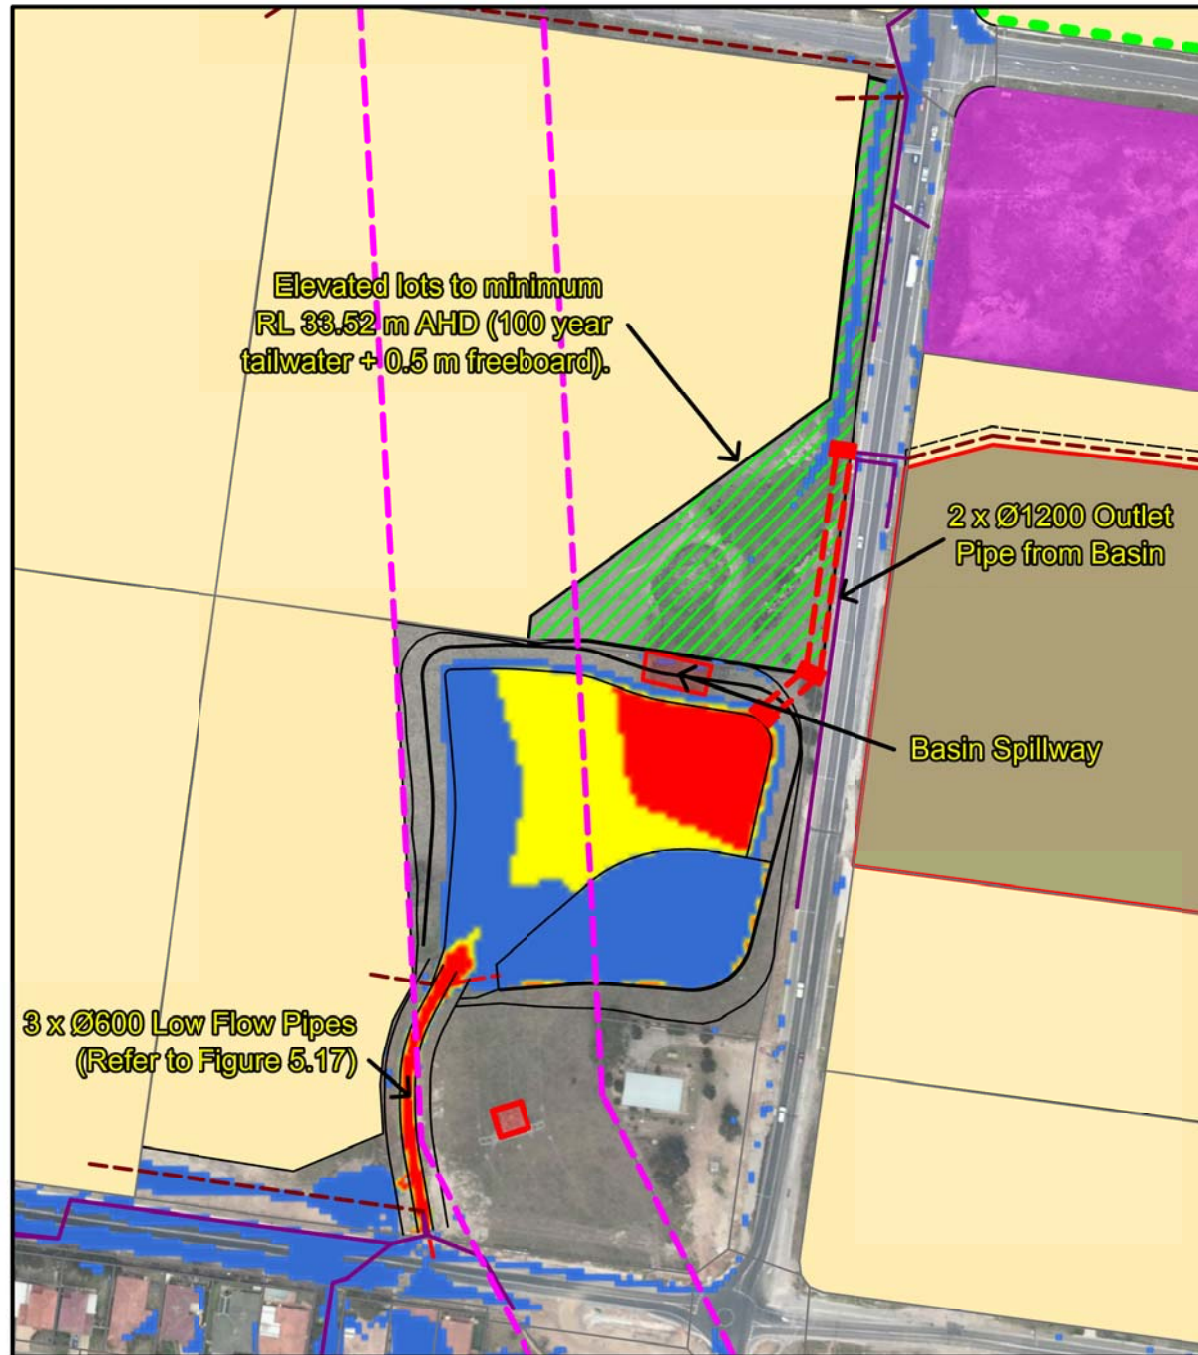 Elevated lots to minimum
RL 33.52 m AHD (100 year
tailwater + 0.5 m freeboard).
2 x Ø1200 Outlet
Pipe from Basin
Basin Spillway
3 x Ø600 Low Flow Pipes
(Refer to Figure 5.17)